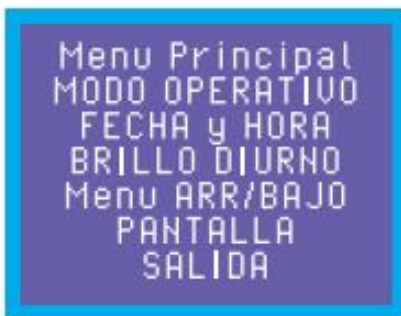 Menu Principal
MODO OPERATIVO
FECHA y HORA
BRILLO DIURNO
Menu ARR/BAJO
PANTALLA
SALIDA